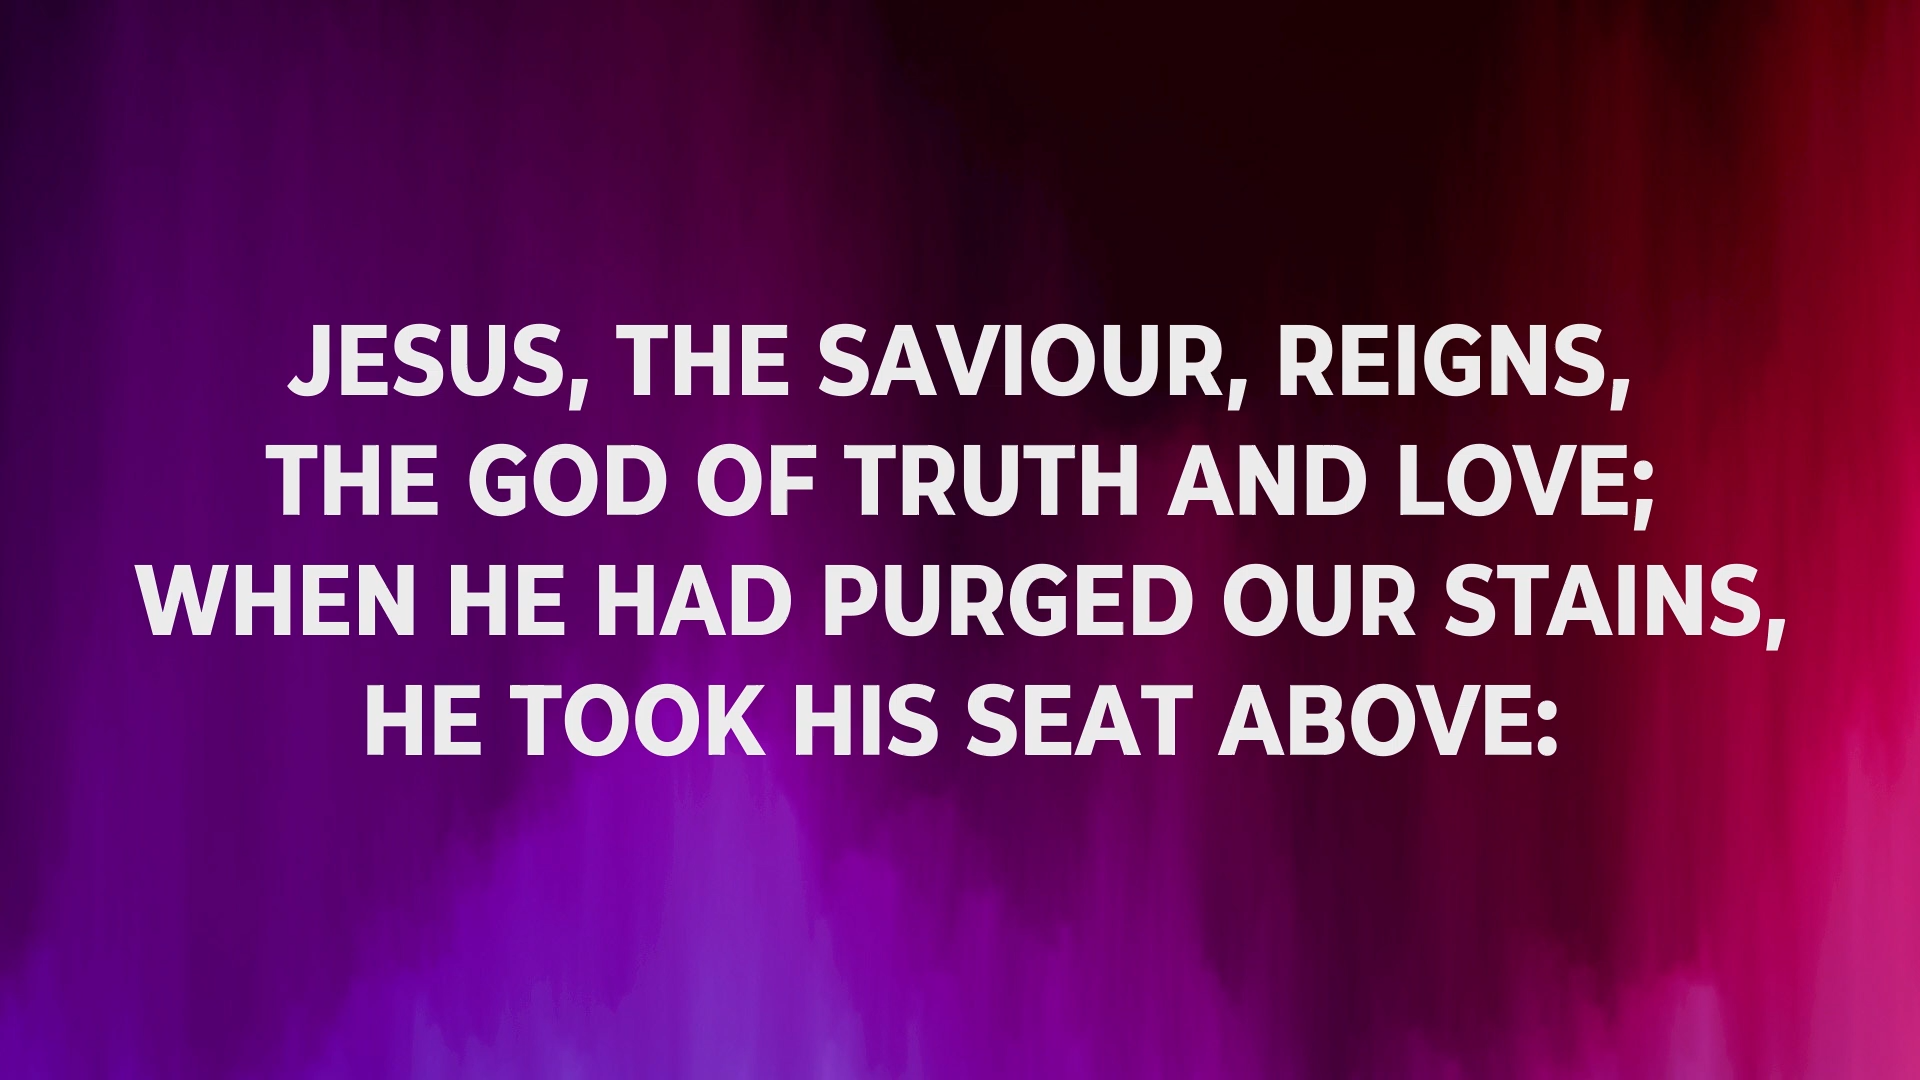 JESUS, THE SAVIOUR, REIGNS,
THE GOD OF TRUTH AND LOVE;
WHEN HE HAD PURGED OUR STAINS,
HE TOOK HIS SEAT ABOVE: